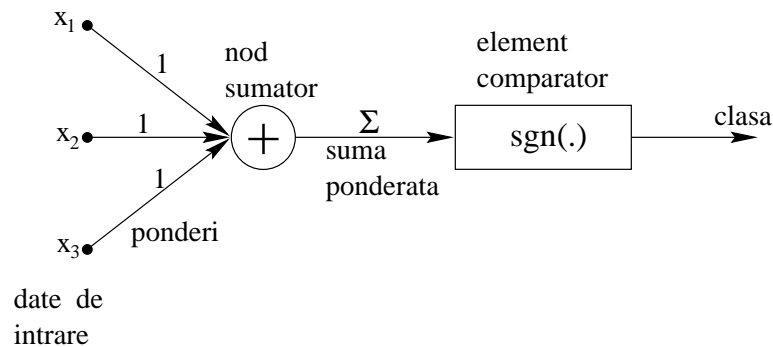 x1
1
nod
sumator
element
comparator
x2
1
+
Σ
suma
ponderata
sgn(.)
clasa
1
x3
ponderi
date de
intrare